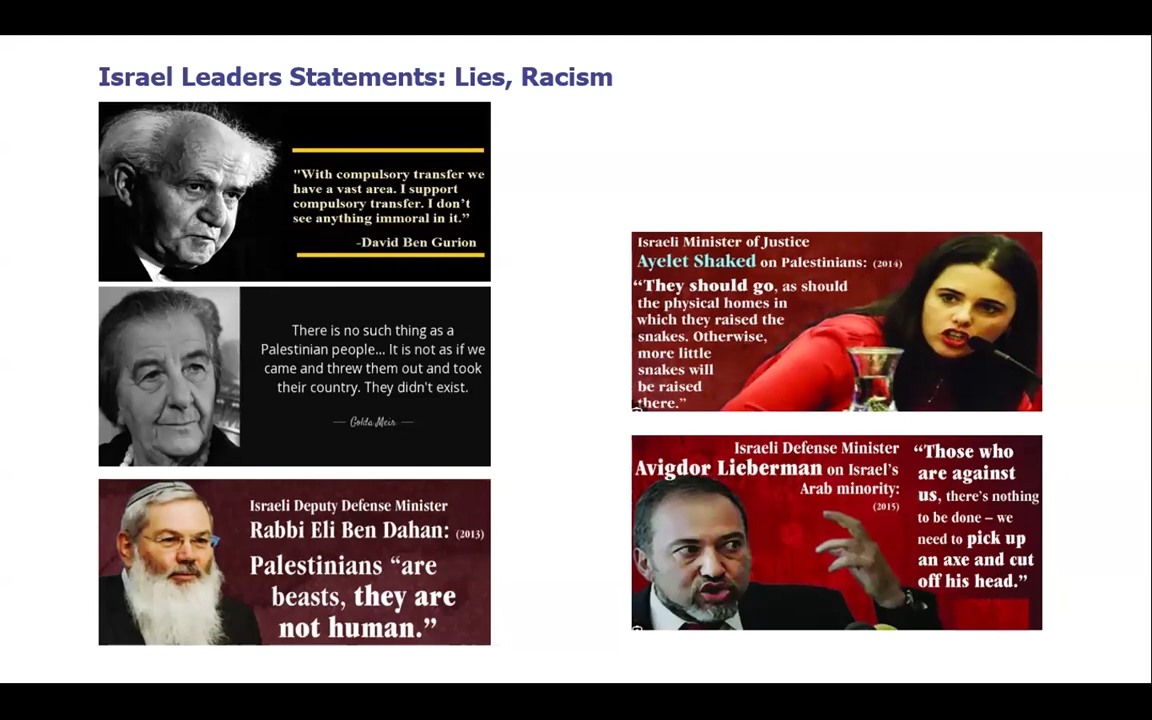 Israel Leaders Statements: Lies, Racism
"With compulsory transfer we
have a vast area. I support
compulsory transfer. I don't
see anything immoral in it.”
-David Ben Gurion
There is no such thing as a
Palestinian people... It is not as if we
came and threw them out and took
their country. They didn't exist.
— Golda Meir —
Israeli Deputy Defense Minister
Rabbi Eli Ben Dahan: (2013)
Palestinians “are
beasts, they are
not human.”
Israeli Minister of Justice
Ayelet Shaked on Palestinians: (2014)
“They should go, as should
the physical homes in
which they raised the
snakes. Otherwise,
more little
snakes will
be raised
there.”
Israeli Defense Minister
Avigdor Lieberman on Israel’s
Arab minority:
(2015)
“Those who
are against
us, there’s nothing
to be done – we
need to pick up
an axe and cut
off his head.”